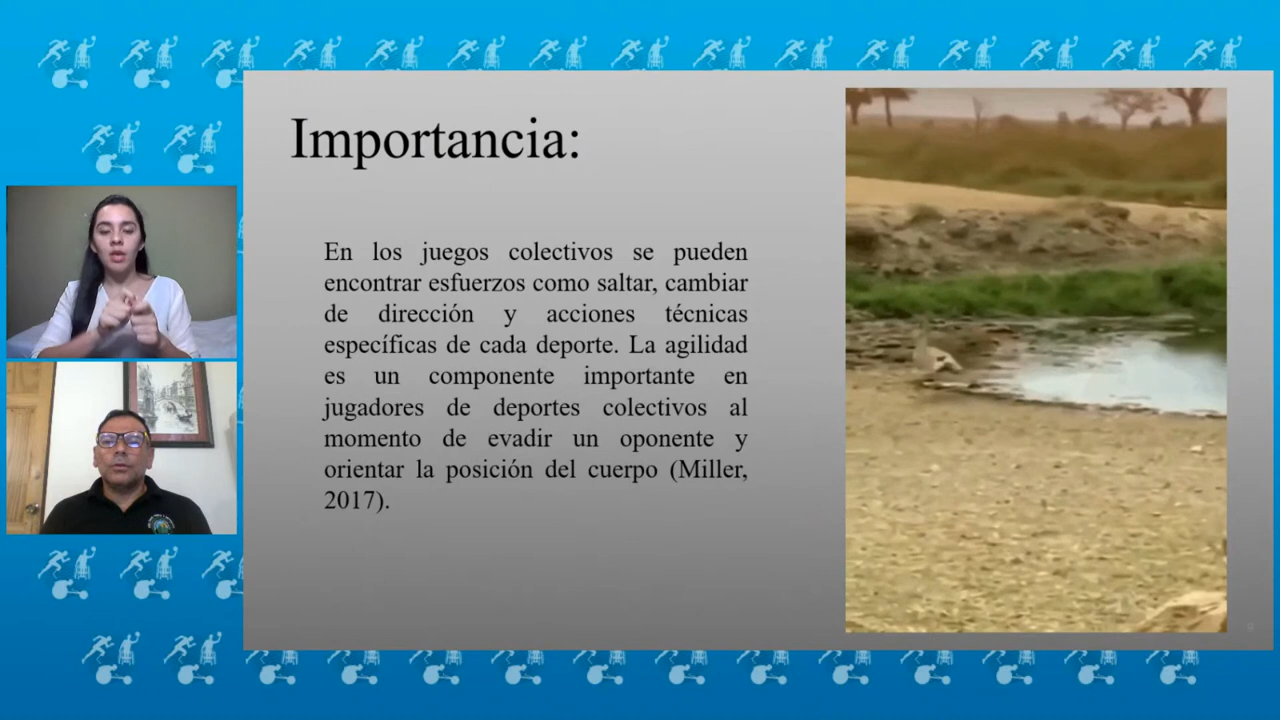 Importancia:
En los juegos colectivos se pueden
encontrar esfuerzos como saltar, cambiar
de dirección y acciones técnicas
específicas de cada deporte. La agilidad
es un componente importante en
jugadores de deportes colectivos al
momento de evadir un oponente y
orientar la posición del cuerpo (Miller,
2017).